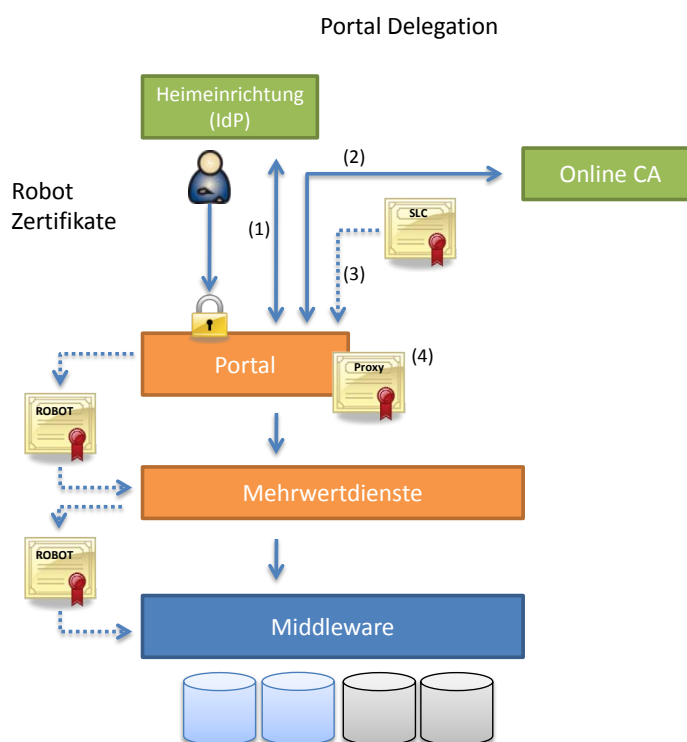 Portal Delegation
Heimeinrichtung
(IdP)
(2)
Online CA
Robot
Zertifikate
SLC
(1)
(3)
Portal
Proxy
(4)
ROBOT
Mehrwertdienste
ROBOT
Middleware